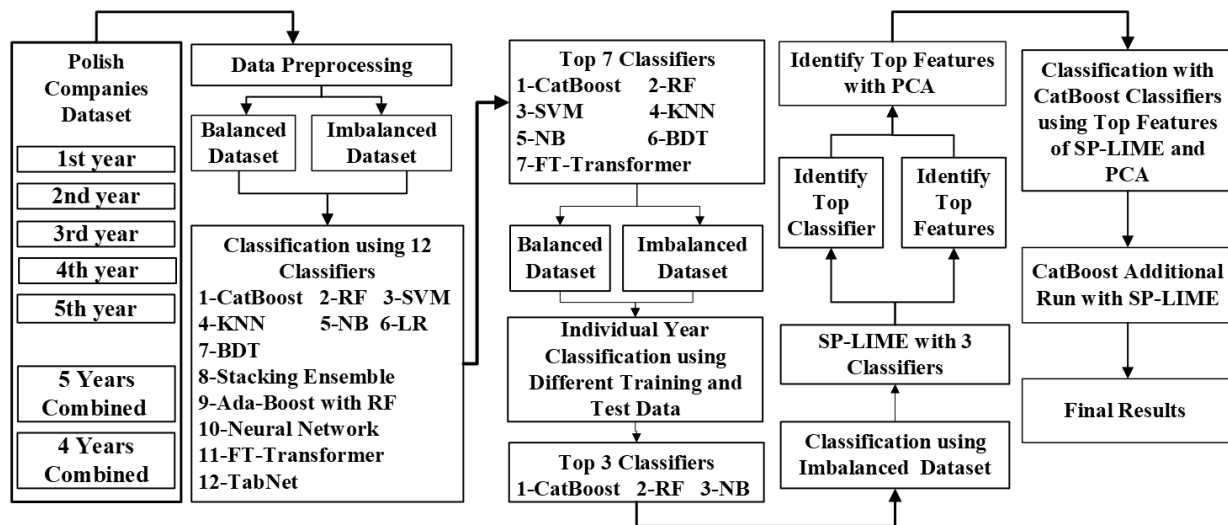 Polish
Companies
Dataset
1st year
2nd year
3rd year
4th year
5th year
5 Years
Combined
4 Years
Combined
Data Preprocessing
Balanced
Dataset
Imbalanced
Dataset
Classification using 12
Classifiers
1-CatBoost 2-RF 3-SVM
4-KNN 5-NB 6-LR
7-BDT
8-Stacking Ensemble
9-Ada-Boost with RF
10-Neural Network
11-FT-Transformer
12-TabNet
Top 7 Classifiers
1-CatBoost 2-RF
3-SVM 4-KNN
5-NB 6-BDT
7-FT-Transformer
Balanced
Dataset
Imbalanced
Dataset
Individual Year
Classification using
Different Training and
Test Data
Top 3 Classifiers
1-CatBoost 2-RF 3-NB
Identify Top Features
with PCA
Identify
Top
Classifier
Identify
Top
Features
SP-LIME with 3
Classifiers
Classification using
Imbalanced Dataset
Classification with
CatBoost Classifiers
using Top Features
of SP-LIME and
PCA
CatBoost Additional
Run with SP-LIME
Final Results